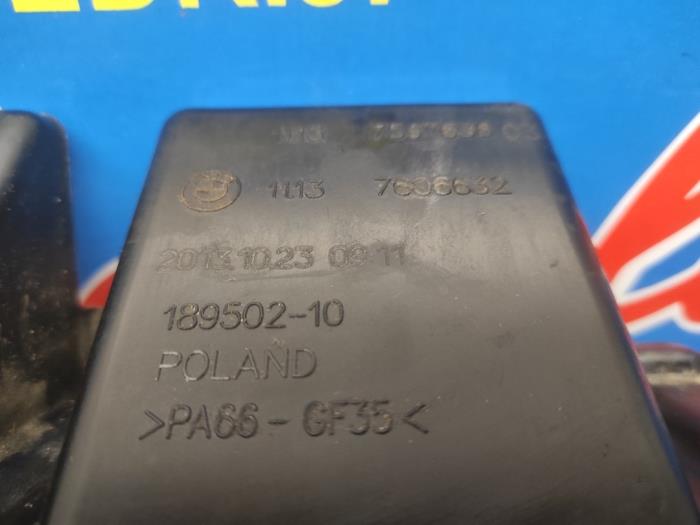 1113 7606632
2013.10.23 09:11
189502-10
POLAND
>PA66-GF35<